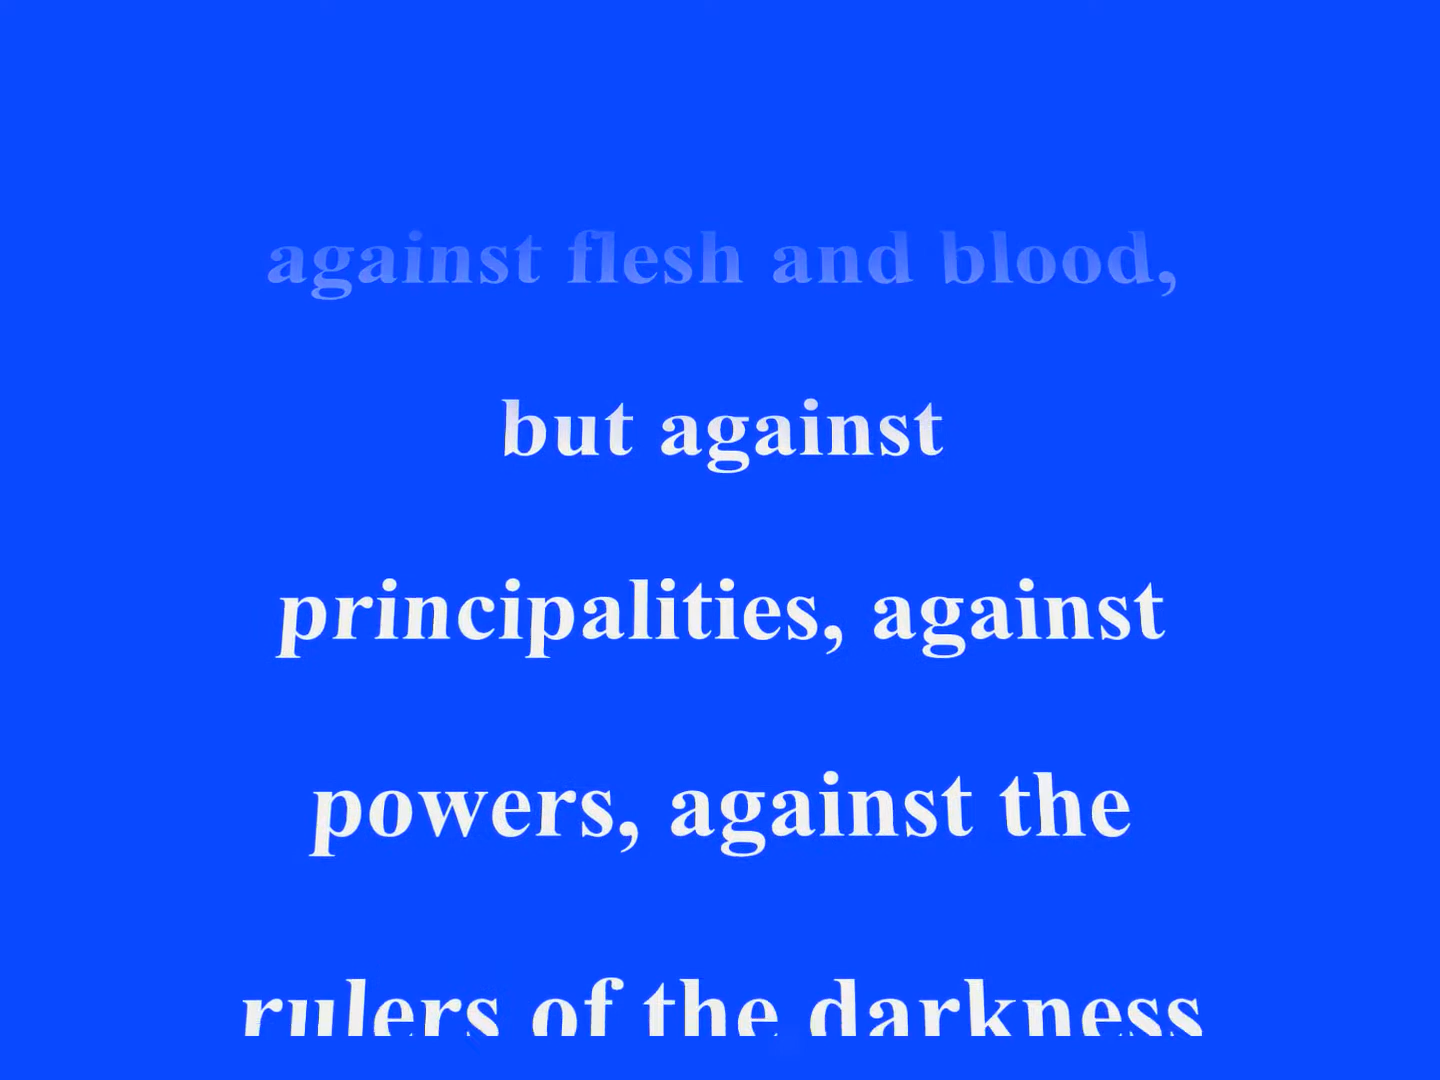 against flesh and blood,
but against
principalities, against
powers, against the
rulers of the darkness